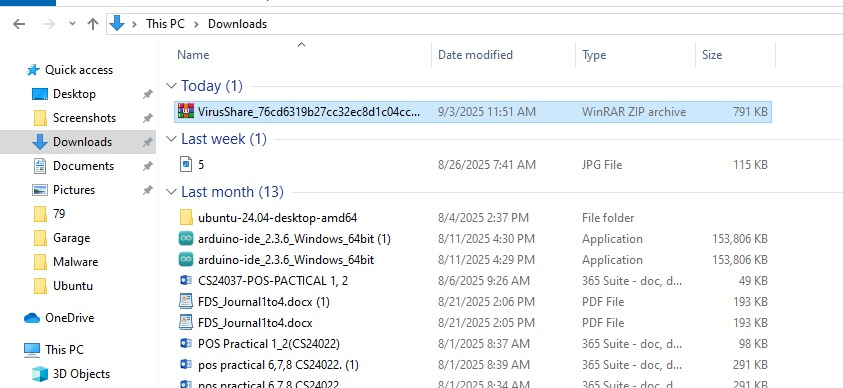 This PC > Downloads
Name Date modified Type Size
Quick access
Desktop
Screenshots
Downloads
Documents
Pictures
79
Garage
Malware
Ubuntu
OneDrive
This PC
3D Objects
Today (1)
VirusShare_76cd6319b27cc32ec8d1c04cc... 9/3/2025 11:51 AM WinRAR ZIP archive 791 KB
Last week (1)
5 8/26/2025 7:41 AM JPG File 115 KB
Last month (13)
ubuntu-24.04-desktop-amd64 8/4/2025 2:37 PM File folder
arduino-ide_2.3.6_Windows_64bit (1) 8/11/2025 4:30 PM Application 153,806 KB
arduino-ide_2.3.6_Windows_64bit 8/11/2025 4:29 PM Application 153,806 KB
CS24037-POS-PACTICAL 1, 2 8/6/2025 9:26 AM 365 Suite - doc, d... 49 KB
FDS_Journal1to4.docx (1) 8/21/2025 2:06 PM PDF File 193 KB
FDS_Journal1to4.docx 8/21/2025 2:05 PM PDF File 193 KB
POS Practical 1_2(CS24022) 8/1/2025 8:37 AM 365 Suite - doc, d... 98 KB
pos practical 6,7,8 CS24022. (1) 8/1/2025 8:39 AM 365 Suite - doc, d... 291 KB
pos practical 6,7,8 CS24022 8/1/2025 8:34 AM 365 Suite - doc, d... 291 KB